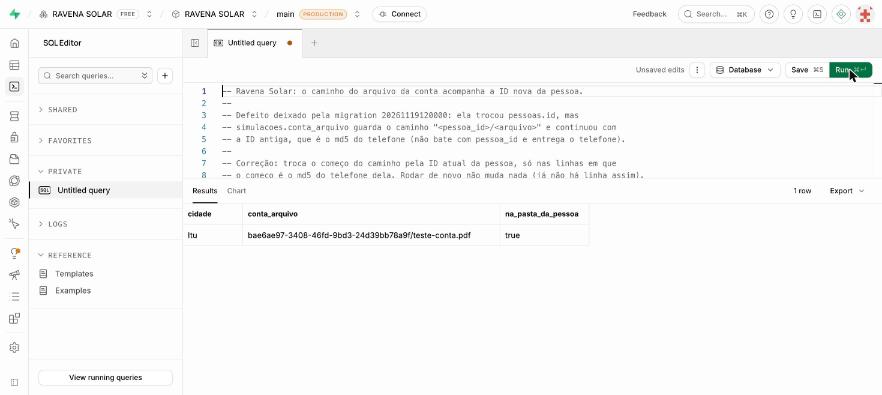 RAVENA SOLAR FREE / RAVENA SOLAR / main PRODUCTION Connect Feedback Search... ⌘K
SQL Editor
Untitled query
Search queries...
SHARED
FAVORITES
PRIVATE
Untitled query
LOGS
REFERENCE
Templates
Examples
View running queries
Unsaved edits Database Save ⌘S Run ⌘↵
1 -- Ravena Solar: o caminho do arquivo da conta acompanha a ID nova da pessoa.
2 --
3 -- Defeito deixado pela migration 20261119120000: ela trocou pessoas.id, mas
4 -- simulacoes.conta_arquivo guarda o caminho "<pessoa_id>/<arquivo>" e continuou com
5 -- a ID antiga, que é o md5 do telefone (não bate com pessoa_id e entrega o telefone).
6 --
7 -- Correção: troca o começo do caminho pela ID atual da pessoa, só nas linhas em que
8 -- o começo é o md5 do telefone dela. Rodar de novo não muda nada (já não há linha assim).
Results Chart 1 row Export
cidade conta_arquivo na_pasta_da_pessoa
Itu bae6ae97-3408-46fd-9bd3-24d39bb78a9f/teste-conta.pdf true